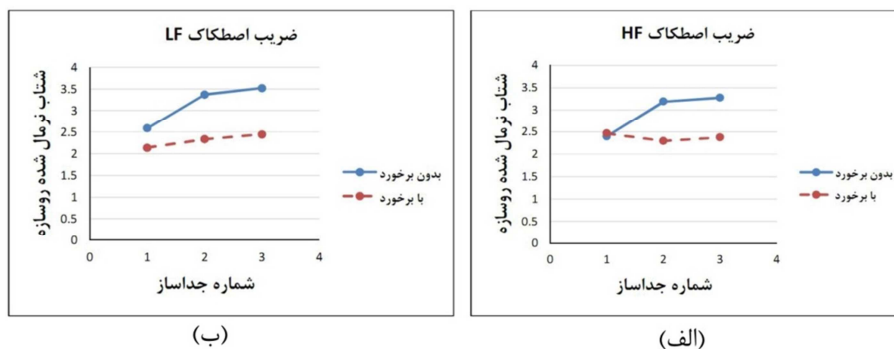 ضریب اصطکاک HF
شتاب نرمال شده روسازه
4
3.5
3
2.5
2
1.5
1
0.5
0
0 1 2 3 4
شماره جداساز
بدون برخورد
با برخورد
(الف)
ضریب اصطکاک LF
شتاب نرمال شده روسازه
4
3.5
3
2.5
2
1.5
1
0.5
0
0 1 2 3 4
شماره جداساز
بدون برخورد
با برخورد
(ب)